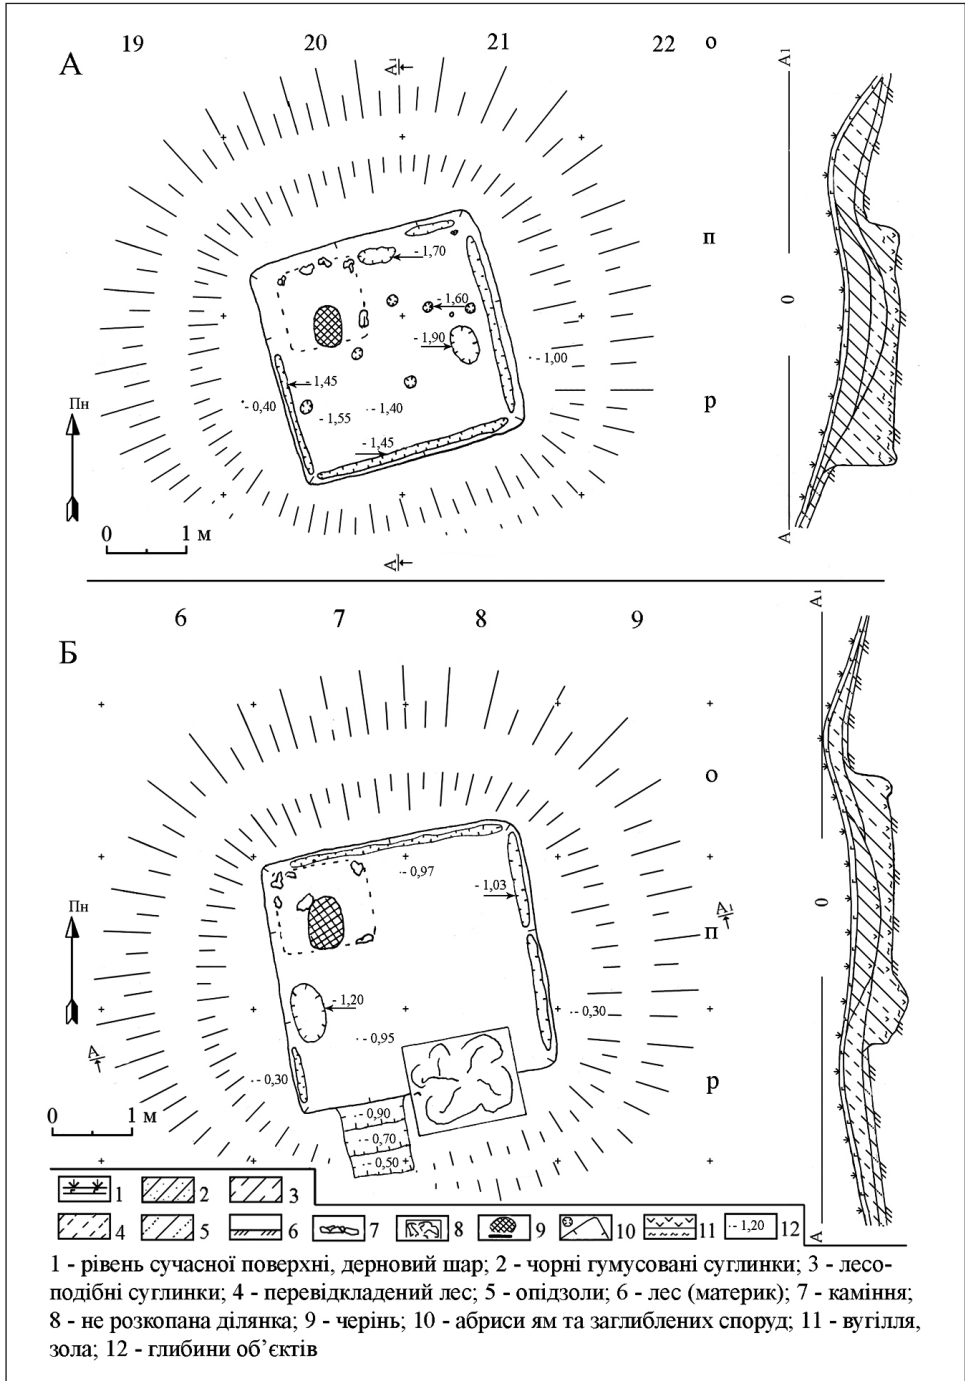 19 20 21 22 о
А
А₁
А₁
- 1,70
п
- 1,60
0
- 1,90
- 1,00
- 1,45
- 0,40
- 1,40
- 1,55
р
Пн
- 1,45
0 1 м
А
А
6 7 8 9
А₁
Б
о
- 0,97
- 1,03
Пн
А₁
0
п
- 1,20
- 0,30
- 0,95
А
- 0,30
р
0 1 м
- 0,90
- 0,70
- 0,50
1 2 3
4 5 6 7 8 9 10 11 - 1,20 12
А
1 - рівень сучасної поверхні, дерновий шар; 2 - чорні гумусовані суглинки; 3 - лесо-
подібні суглинки; 4 - перевідкладений лес; 5 - опідзоли; 6 - лес (материк); 7 - каміння;
8 - не розкопана ділянка; 9 - черінь; 10 - абриси ям та заглиблених споруд; 11 - вугілля,
зола; 12 - глибини об’єктів